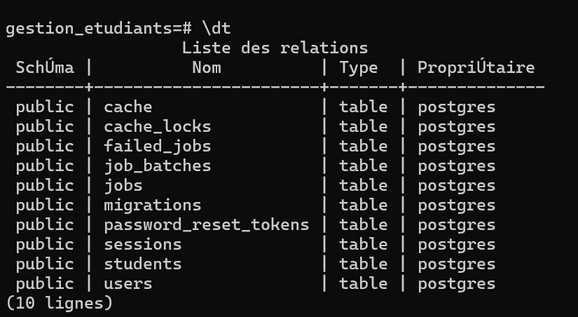 gestion_etudiants=# \dt
Liste des relations
SchÚma | Nom | Type | PropriÚtaire
--------+-----------------------+-------+--------------
public | cache | table | postgres
public | cache_locks | table | postgres
public | failed_jobs | table | postgres
public | job_batches | table | postgres
public | jobs | table | postgres
public | migrations | table | postgres
public | password_reset_tokens | table | postgres
public | sessions | table | postgres
public | students | table | postgres
public | users | table | postgres
(10 lignes)